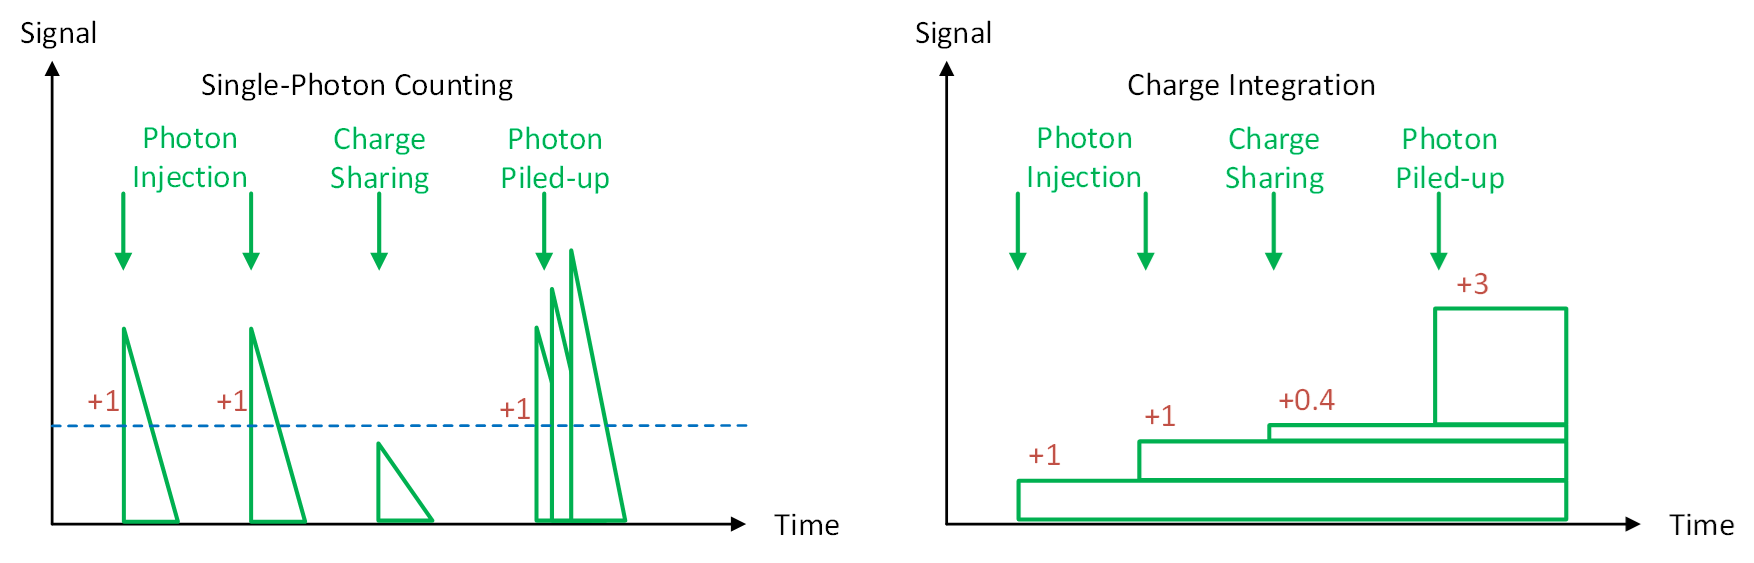 Signal
Single-Photon Counting
Photon
Injection
Charge
Sharing
Photon
Piled-up
+1
+1
+1
Time
Signal
Charge Integration
Photon
Injection
Charge
Sharing
Photon
Piled-up
+3
+0.4
+1
+1
Time